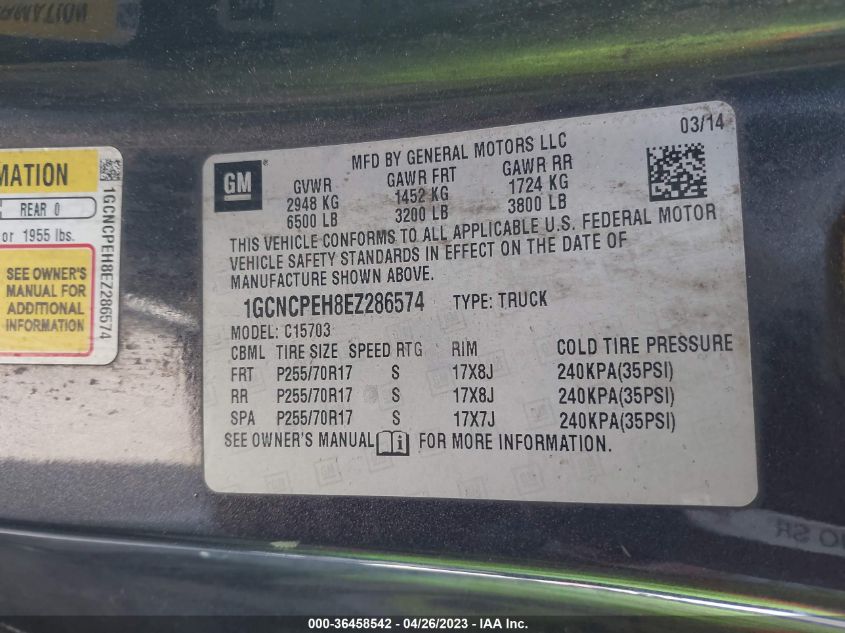 MATION
REAR 0
or 1955 lbs.
SEE OWNER'S
MANUAL FOR
ADDITIONAL
INFORMATION
1GCNCPEH8EZ286574
03/14
MFD BY GENERAL MOTORS LLC
GM
GVWR GAWR FRT GAWR RR
2948 KG 1452 KG 1724 KG
6500 LB 3200 LB 3800 LB
THIS VEHICLE CONFORMS TO ALL APPLICABLE U.S. FEDERAL MOTOR
VEHICLE SAFETY STANDARDS IN EFFECT ON THE DATE OF
MANUFACTURE SHOWN ABOVE.
1GCNCPEH8EZ286574 TYPE: TRUCK
MODEL: C15703
CBML TIRE SIZE SPEED RTG RIM COLD TIRE PRESSURE
FRT P255/70R17 S 17X8J 240KPA(35PSI)
RR P255/70R17 S 17X8J 240KPA(35PSI)
SPA P255/70R17 S 17X7J 240KPA(35PSI)
SEE OWNER'S MANUAL FOR MORE INFORMATION.
000-36458542 - 04/26/2023 - IAA Inc.